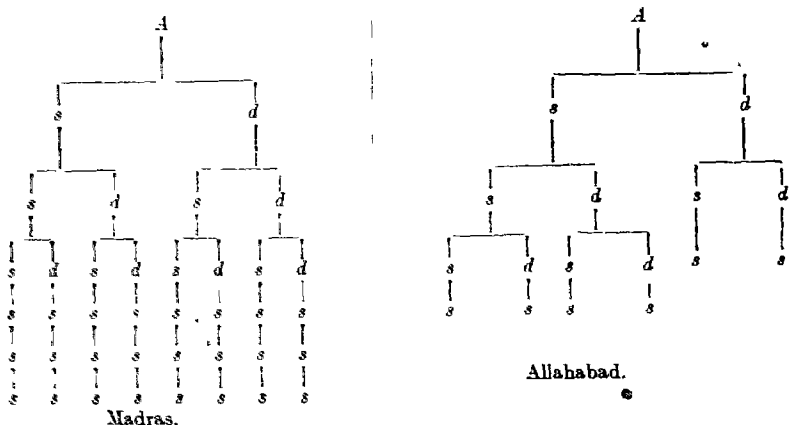 A
s d
s d s d
s d s d s d s d
s s s s s s s s
s s s s s s s s
s s s s s s s s
Madras.
A
s d
s d s d
s d s d s s
s s s s
Allahabad.